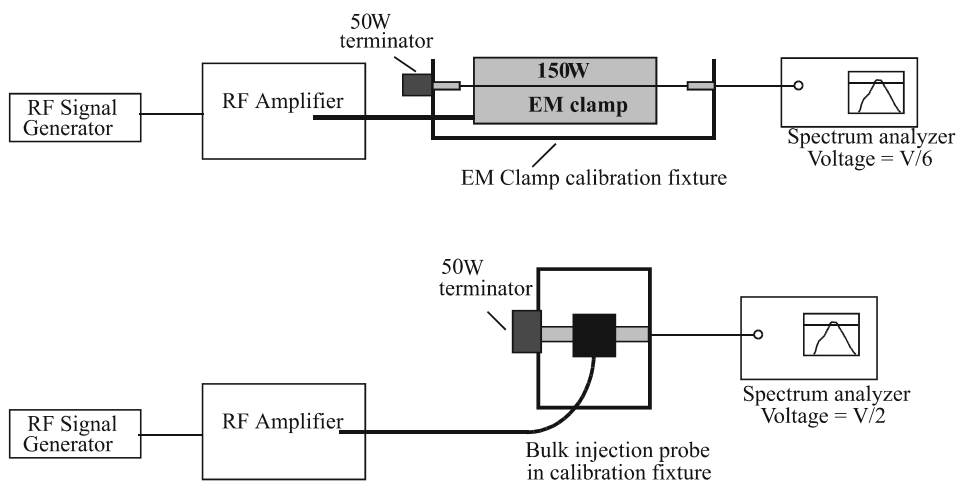 50W
terminator
150W
EM clamp
RF Amplifier
RF Signal
Generator
Spectrum analyzer
Voltage = V/6
EM Clamp calibration fixture
50W
terminator
Spectrum analyzer
Voltage = V/2
RF Amplifier
RF Signal
Generator
Bulk injection probe
in calibration fixture